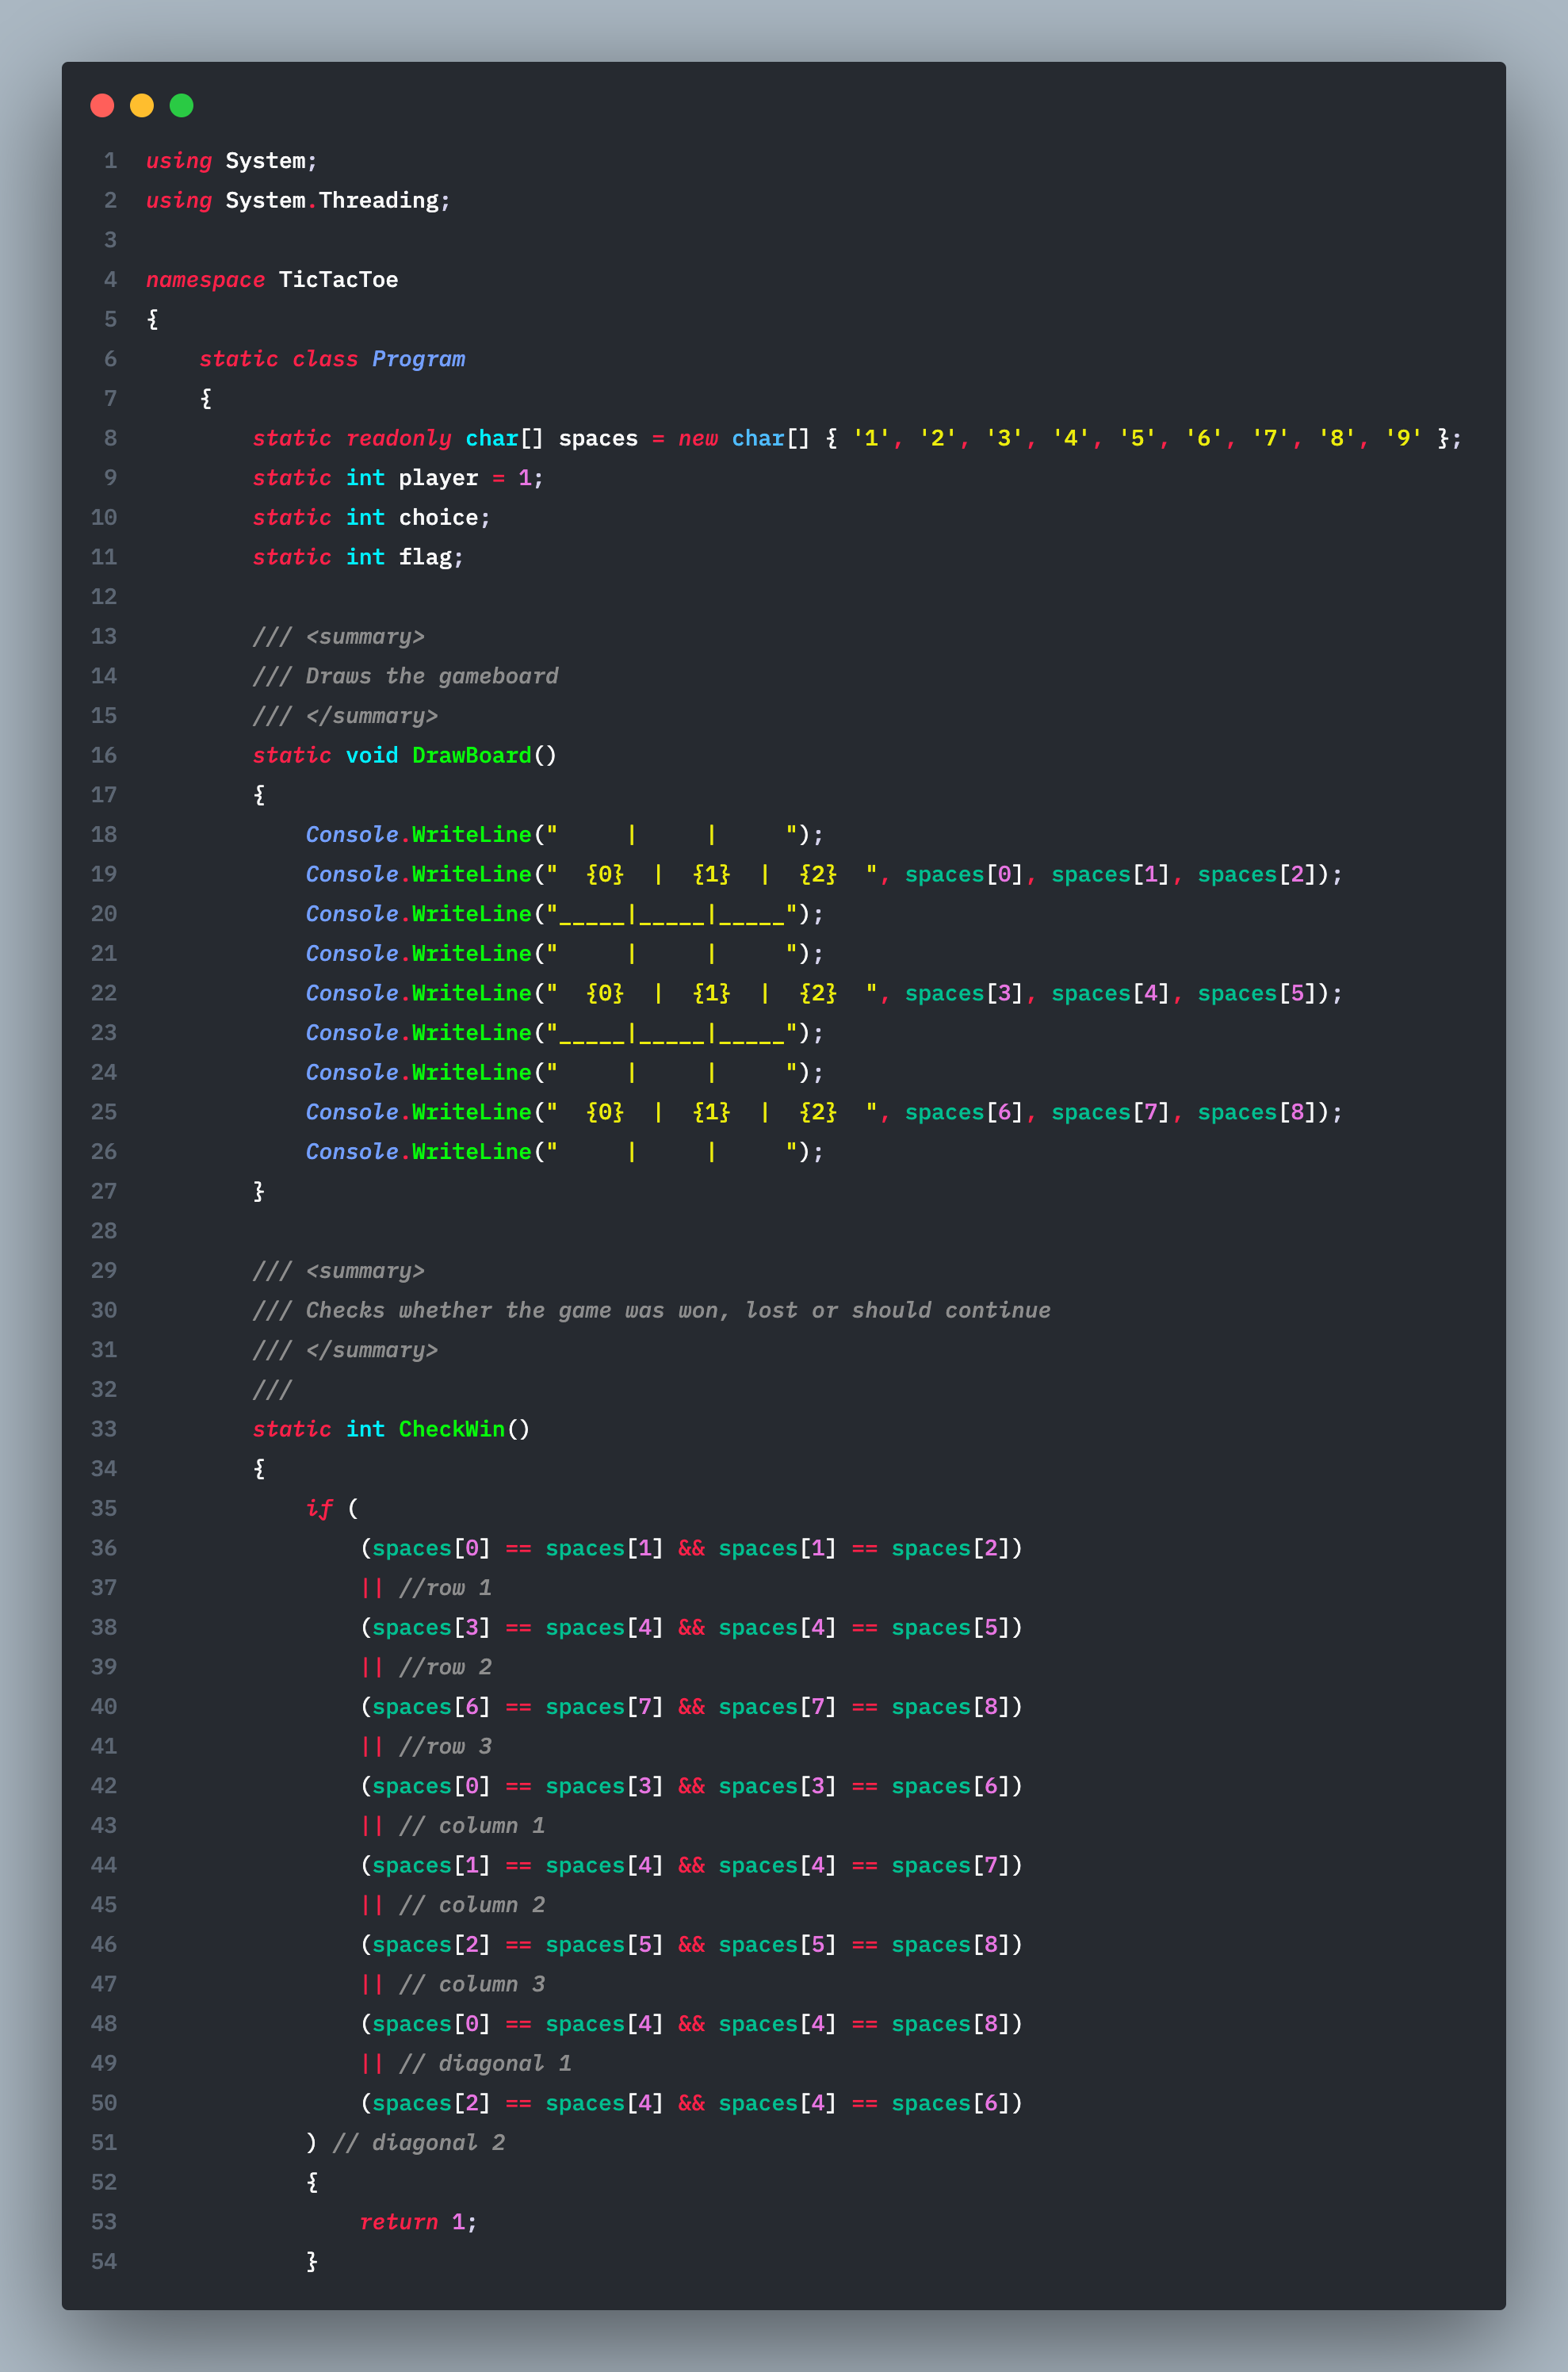 1 using System;
2 using System.Threading;
3
4 namespace TicTacToe
5 {
6     static class Program
7     {
8         static readonly char[] spaces = new char[] { '1', '2', '3', '4', '5', '6', '7', '8', '9' };
9         static int player = 1;
10         static int choice;
11         static int flag;
12
13         /// <summary>
14         /// Draws the gameboard
15         /// </summary>
16         static void DrawBoard()
17         {
18             Console.WriteLine("     |     |     ");
19             Console.WriteLine("  {0}  |  {1}  |  {2}  ", spaces[0], spaces[1], spaces[2]);
20             Console.WriteLine("_____|_____|_____");
21             Console.WriteLine("     |     |     ");
22             Console.WriteLine("  {0}  |  {1}  |  {2}  ", spaces[3], spaces[4], spaces[5]);
23             Console.WriteLine("_____|_____|_____");
24             Console.WriteLine("     |     |     ");
25             Console.WriteLine("  {0}  |  {1}  |  {2}  ", spaces[6], spaces[7], spaces[8]);
26             Console.WriteLine("     |     |     ");
27         }
28
29         /// <summary>
30         /// Checks whether the game was won, lost or should continue
31         /// </summary>
32         ///
33         static int CheckWin()
34         {
35             if (
36                 (spaces[0] == spaces[1] && spaces[1] == spaces[2])
37                 || //row 1
38                 (spaces[3] == spaces[4] && spaces[4] == spaces[5])
39                 || //row 2
40                 (spaces[6] == spaces[7] && spaces[7] == spaces[8])
41                 || //row 3
42                 (spaces[0] == spaces[3] && spaces[3] == spaces[6])
43                 || // column 1
44                 (spaces[1] == spaces[4] && spaces[4] == spaces[7])
45                 || // column 2
46                 (spaces[2] == spaces[5] && spaces[5] == spaces[8])
47                 || // column 3
48                 (spaces[0] == spaces[4] && spaces[4] == spaces[8])
49                 || // diagonal 1
50                 (spaces[2] == spaces[4] && spaces[4] == spaces[6])
51             ) // diagonal 2
52             {
53                 return 1;
54             }